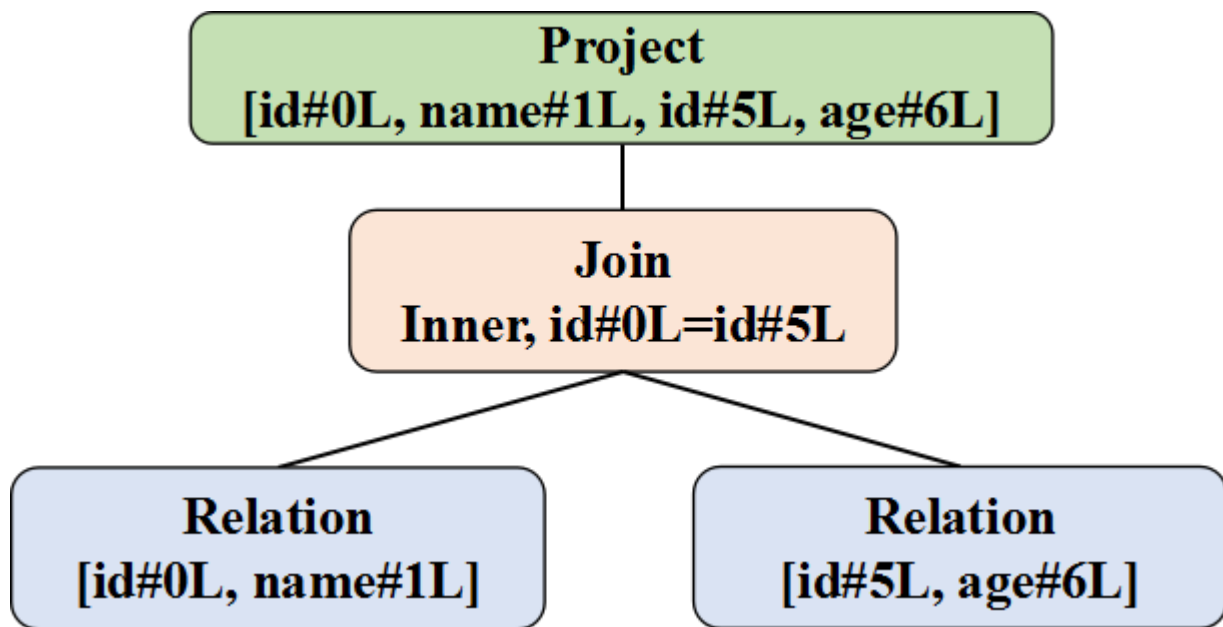 Project
[id#0L, name#1L, id#5L, age#6L]
Join
Inner, id#0L=id#5L
Relation
[id#0L, name#1L]
Relation
[id#5L, age#6L]